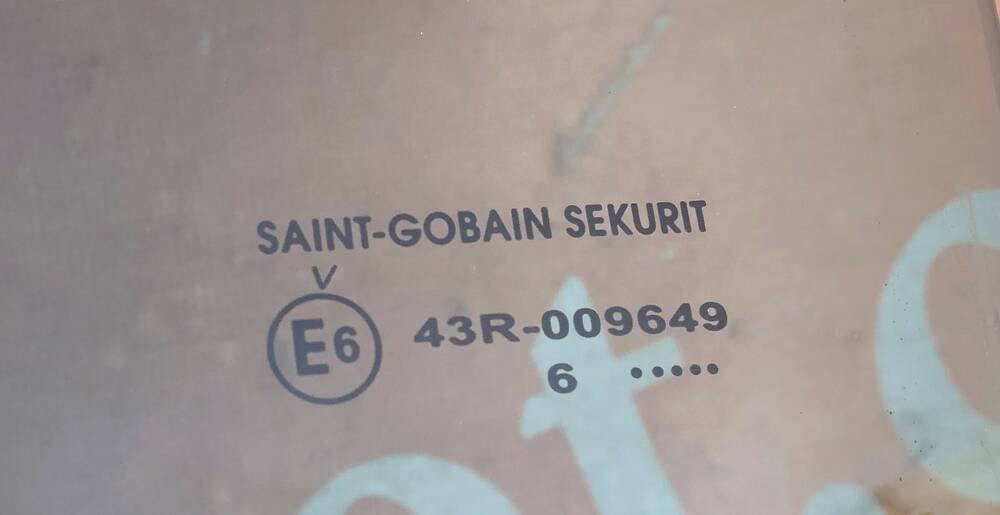 SAINT-GOBAIN SEKURIT
V
E6 43R-009649
6 •••••